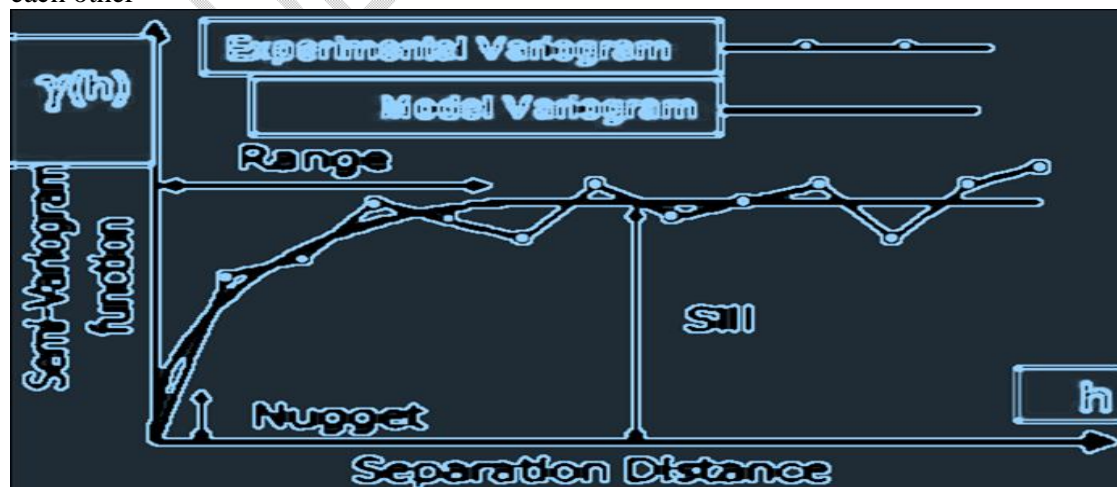 each other
Experimental Variogram
γ(h)
Model Variogram
Range
Semi-Variogram
function
Sill
h
Nugget
Separation Distance